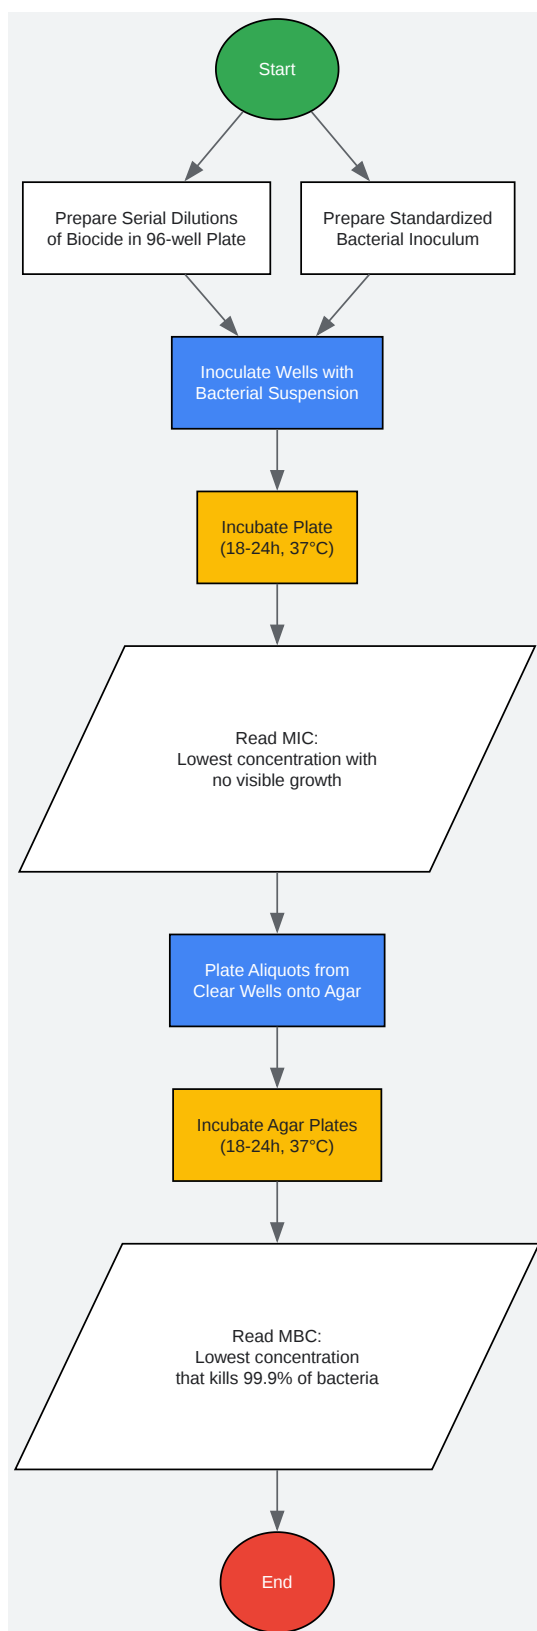 Start
Prepare Serial Dilutions
of Biocide in 96-well Plate
Prepare Standardized
Bacterial Inoculum
Inoculate Wells with
Bacterial Suspension
Incubate Plate
(18-24h, 37°C)
Read MIC:
Lowest concentration with
no visible growth
Plate Aliquots from
Clear Wells onto Agar
Incubate Agar Plates
(18-24h, 37°C)
Read MBC:
Lowest concentration
that kills 99.9% of bacteria
End